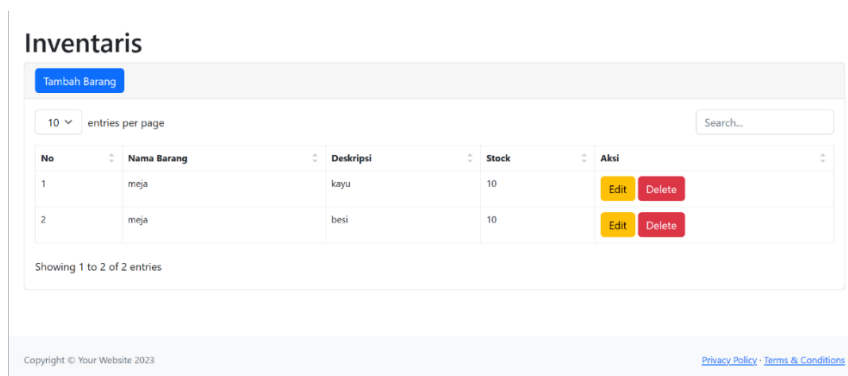 Inventaris
Tambah Barang
10 entries per page Search...
No Nama Barang Deskripsi Stock Aksi
1 meja kayu 10 Edit Delete
2 meja besi 10 Edit Delete
Showing 1 to 2 of 2 entries
Copyright © Your Website 2023 Privacy Policy · Terms & Conditions